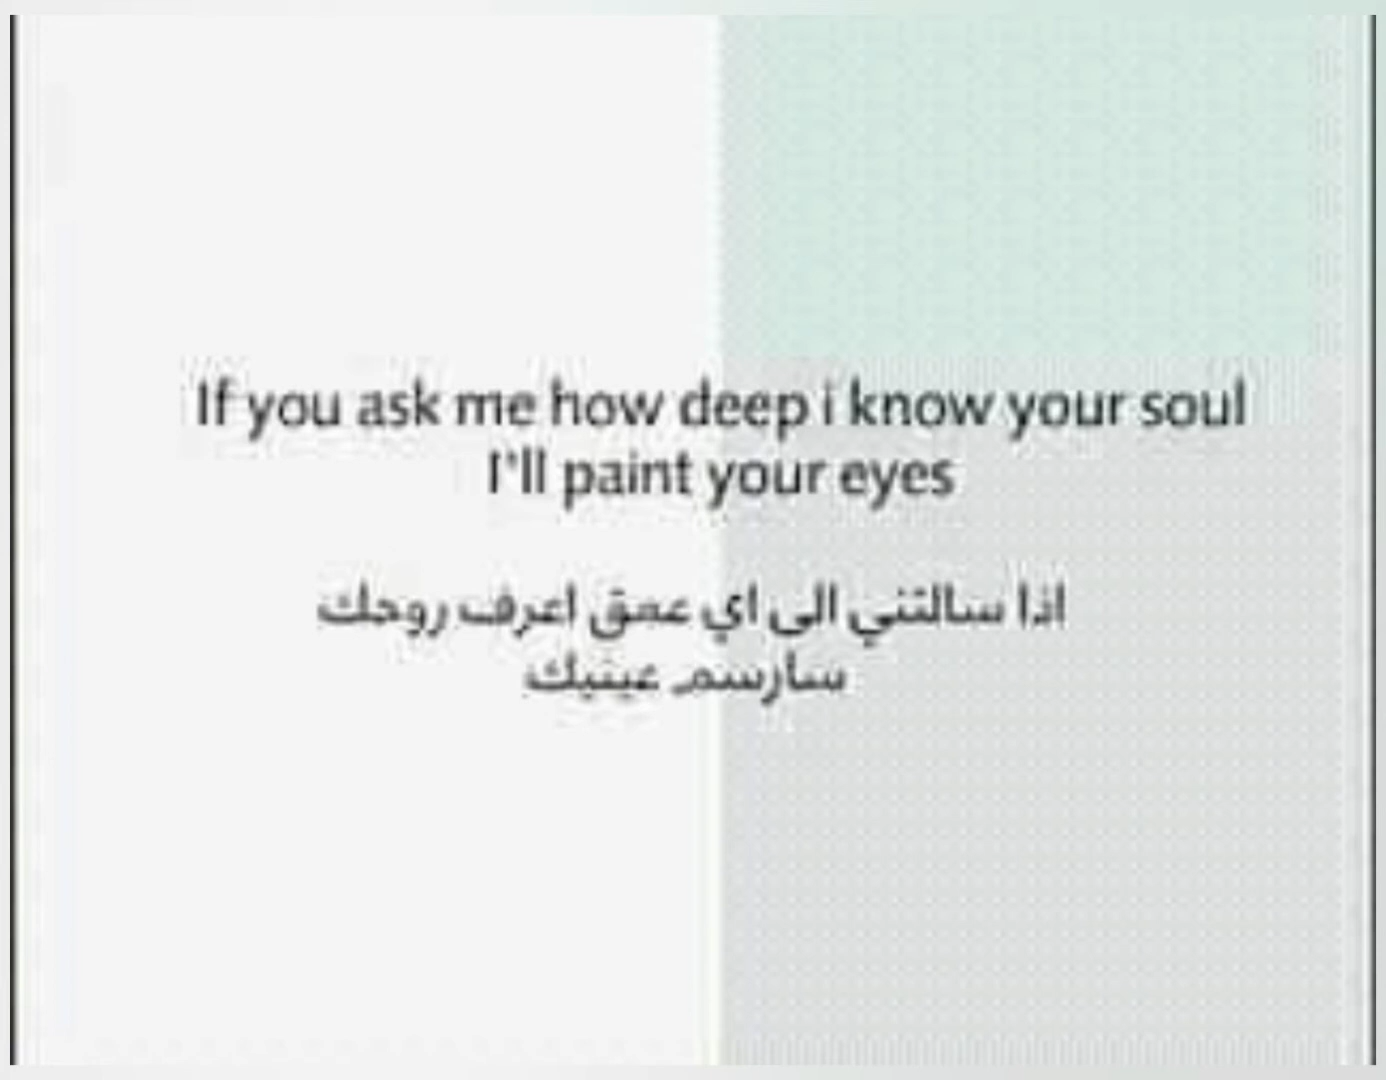 If you ask me how deep i know your soul
I'll paint your eyes
اذا سالتني الى اي عمق اعرف روحك
سارسم عينيك